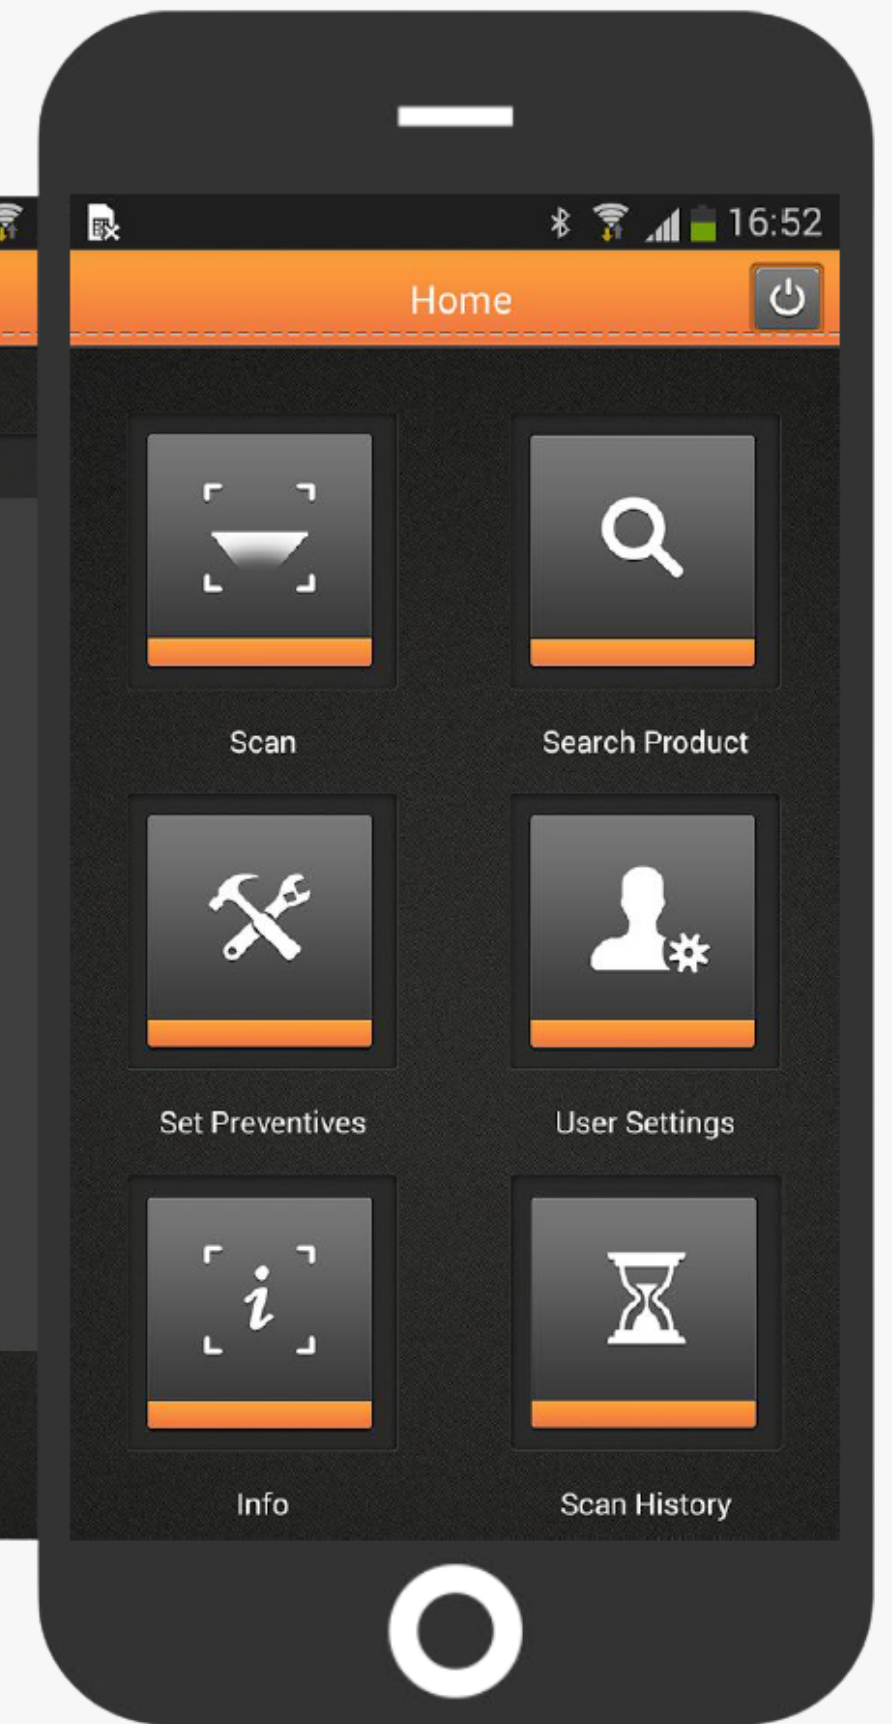 16:52
Home
Scan
Search Product
Set Preventives
User Settings
Info
Scan History